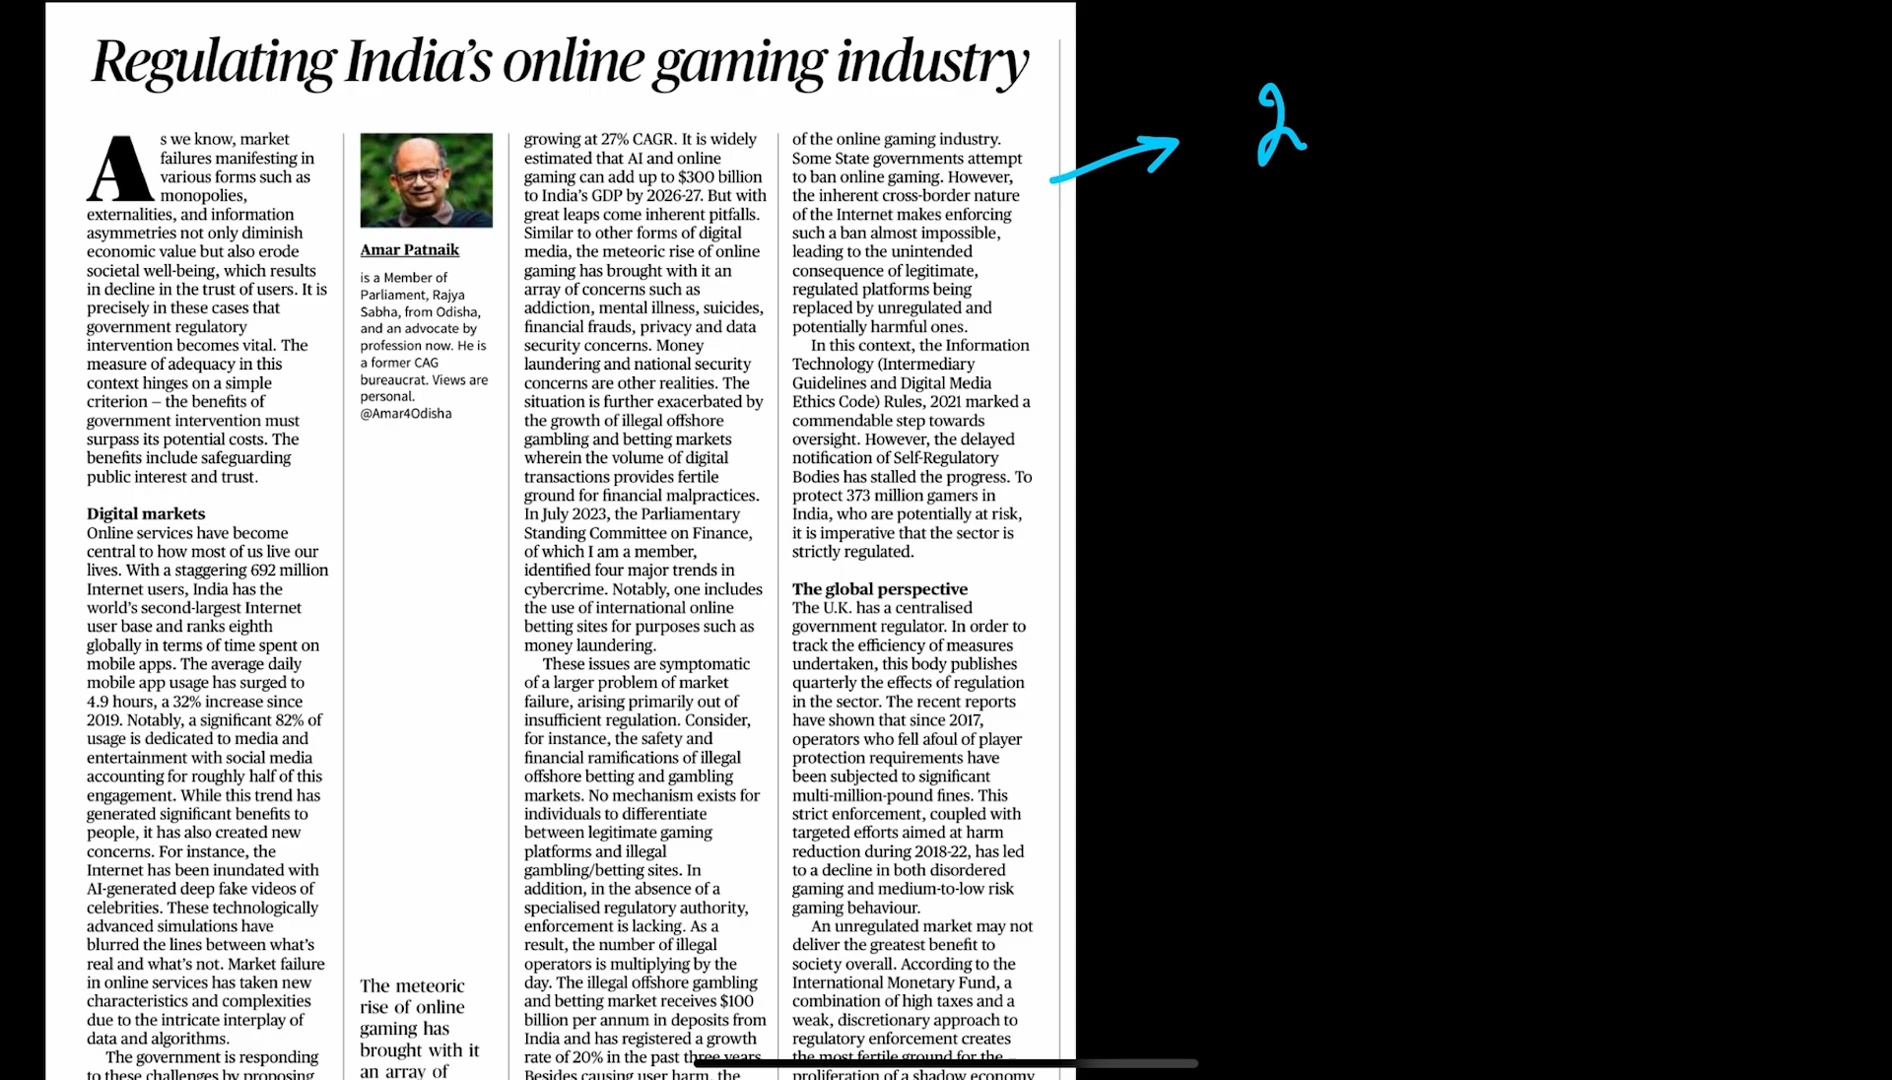 Regulating India's online gaming industry
As we know, market
failures manifesting in
various forms such as
monopolies,
externalities, and information
asymmetries not only diminish
economic value but also erode
societal well-being, which results
in decline in the trust of users. It is
precisely in these cases that
government regulatory
intervention becomes vital. The
measure of adequacy in this
context hinges on a simple
criterion – the benefits of
government intervention must
surpass its potential costs. The
benefits include safeguarding
public interest and trust.
Digital markets
Online services have become
central to how most of us live our
lives. With a staggering 692 million
Internet users, India has the
world's second-largest Internet
user base and ranks eighth
globally in terms of time spent on
mobile apps. The average daily
mobile app usage has surged to
4.9 hours, a 32% increase since
2019. Notably, a significant 82% of
usage is dedicated to media and
entertainment with social media
accounting for roughly half of this
engagement. While this trend has
generated significant benefits to
people, it has also created new
concerns. For instance, the
Internet has been inundated with
AI-generated deep fake videos of
celebrities. These technologically
advanced simulations have
blurred the lines between what's
real and what's not. Market failure
in online services has taken new
characteristics and complexities
due to the intricate interplay of
data and algorithms.
The government is responding
to these challenges by proposing
Amar Patnaik
is a Member of
Parliament, Rajya
Sabha, from Odisha,
and an advocate by
profession now. He is
a former CAG
bureaucrat. Views are
personal.
@Amar4Odisha
The meteoric
rise of online
gaming has
brought with it
an array of
growing at 27% CAGR. It is widely
estimated that AI and online
gaming can add up to $300 billion
to India's GDP by 2026-27. But with
great leaps come inherent pitfalls.
Similar to other forms of digital
media, the meteoric rise of online
gaming has brought with it an
array of concerns such as
addiction, mental illness, suicides,
financial frauds, privacy and data
security concerns. Money
laundering and national security
concerns are other realities. The
situation is further exacerbated by
the growth of illegal offshore
gambling and betting markets
wherein the volume of digital
transactions provides fertile
ground for financial malpractices.
In July 2023, the Parliamentary
Standing Committee on Finance,
of which I am a member,
identified four major trends in
cybercrime. Notably, one includes
the use of international online
betting sites for purposes such as
money laundering.
These issues are symptomatic
of a larger problem of market
failure, arising primarily out of
insufficient regulation. Consider,
for instance, the safety and
financial ramifications of illegal
offshore betting and gambling
markets. No mechanism exists for
individuals to differentiate
between legitimate gaming
platforms and illegal
gambling/betting sites. In
addition, in the absence of a
specialised regulatory authority,
enforcement is lacking. As a
result, the number of illegal
operators is multiplying by the
day. The illegal offshore gambling
and betting market receives $100
billion per annum in deposits from
India and has registered a growth
rate of 20% in the past three years.
Besides causing user harm, the
of the online gaming industry.
Some State governments attempt
to ban online gaming. However,
the inherent cross-border nature
of the Internet makes enforcing
such a ban almost impossible,
leading to the unintended
consequence of legitimate,
regulated platforms being
replaced by unregulated and
potentially harmful ones.
In this context, the Information
Technology (Intermediary
Guidelines and Digital Media
Ethics Code) Rules, 2021 marked a
commendable step towards
oversight. However, the delayed
notification of Self-Regulatory
Bodies has stalled the progress. To
protect 373 million gamers in
India, who are potentially at risk,
it is imperative that the sector is
strictly regulated.
The global perspective
The U.K. has a centralised
government regulator. In order to
track the efficiency of measures
undertaken, this body publishes
quarterly the effects of regulation
in the sector. The recent reports
have shown that since 2017,
operators who fell afoul of player
protection requirements have
been subjected to significant
multi-million-pound fines. This
strict enforcement, coupled with
targeted efforts aimed at harm
reduction during 2018-22, has led
to a decline in both disordered
gaming and medium-to-low risk
gaming behaviour.
An unregulated market may not
deliver the greatest benefit to
society overall. According to the
International Monetary Fund, a
combination of high taxes and a
weak, discretionary approach to
regulatory enforcement creates
the most fertile ground for the
proliferation of a shadow economy
2